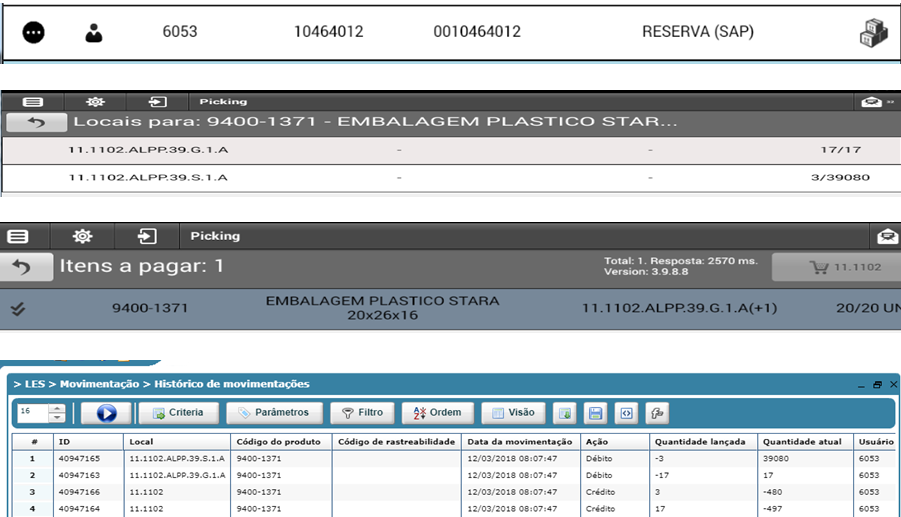 6053 10464012 0010464012 RESERVA (SAP)
Picking
Locais para: 9400-1371 - EMBALAGEM PLASTICO STAR...
11.1102.ALPP.39.G.1.A - - 17/17
11.1102.ALPP.39.S.1.A - - 3/39080
Picking
Itens a pagar: 1
Total: 1. Resposta: 2570 ms.
Version: 3.9.8.8
11.1102
9400-1371
EMBALAGEM PLASTICO STARA
20x26x16
11.1102.ALPP.39.G.1.A(+1)
20/20 UN
> LES > Movimentação > Histórico de movimentações
16 Criteria Parâmetros Filtro Ordem Visão
# ID Local Código do produto Código de rastreabilidade Data da movimentação Ação Quantidade lançada Quantidade atual Usuário
1 40947165 11.1102.ALPP.39.S.1.A 9400-1371 12/03/2018 08:07:47 Débito -3 39080 6053
2 40947163 11.1102.ALPP.39.G.1.A 9400-1371 12/03/2018 08:07:47 Débito -17 17 6053
3 40947166 11.1102 9400-1371 12/03/2018 08:07:47 Crédito 3 -480 6053
4 40947164 11.1102 9400-1371 12/03/2018 08:07:47 Crédito 17 -497 6053